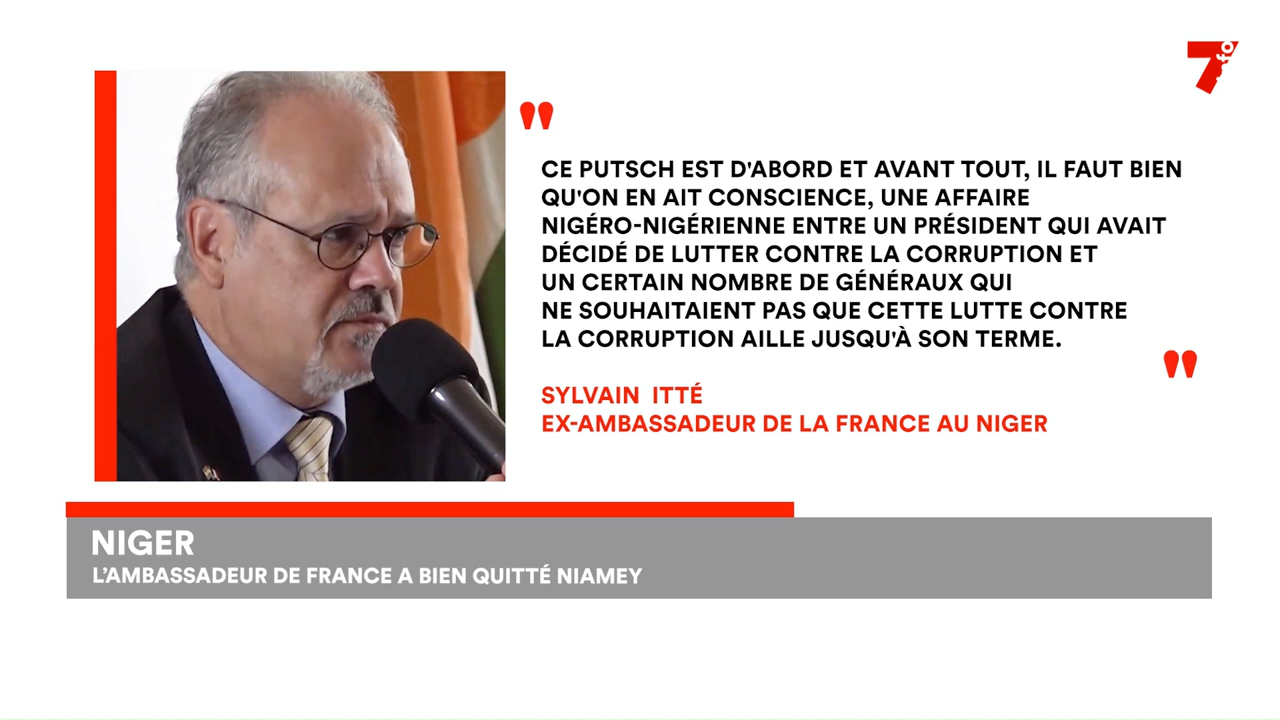 7
to
"
CE PUTSCH EST D'ABORD ET AVANT TOUT, IL FAUT BIEN
QU'ON EN AIT CONSCIENCE, UNE AFFAIRE
NIGÉRO-NIGÉRIENNE ENTRE UN PRÉSIDENT QUI AVAIT
DÉCIDÉ DE LUTTER CONTRE LA CORRUPTION ET
UN CERTAIN NOMBRE DE GÉNÉRAUX QUI
NE SOUHAITAIENT PAS QUE CETTE LUTTE CONTRE
LA CORRUPTION AILLE JUSQU'À SON TERME.
"
SYLVAIN ITTÉ
EX-AMBASSADEUR DE LA FRANCE AU NIGER
NIGER
L'AMBASSADEUR DE FRANCE A BIEN QUITTÉ NIAMEY